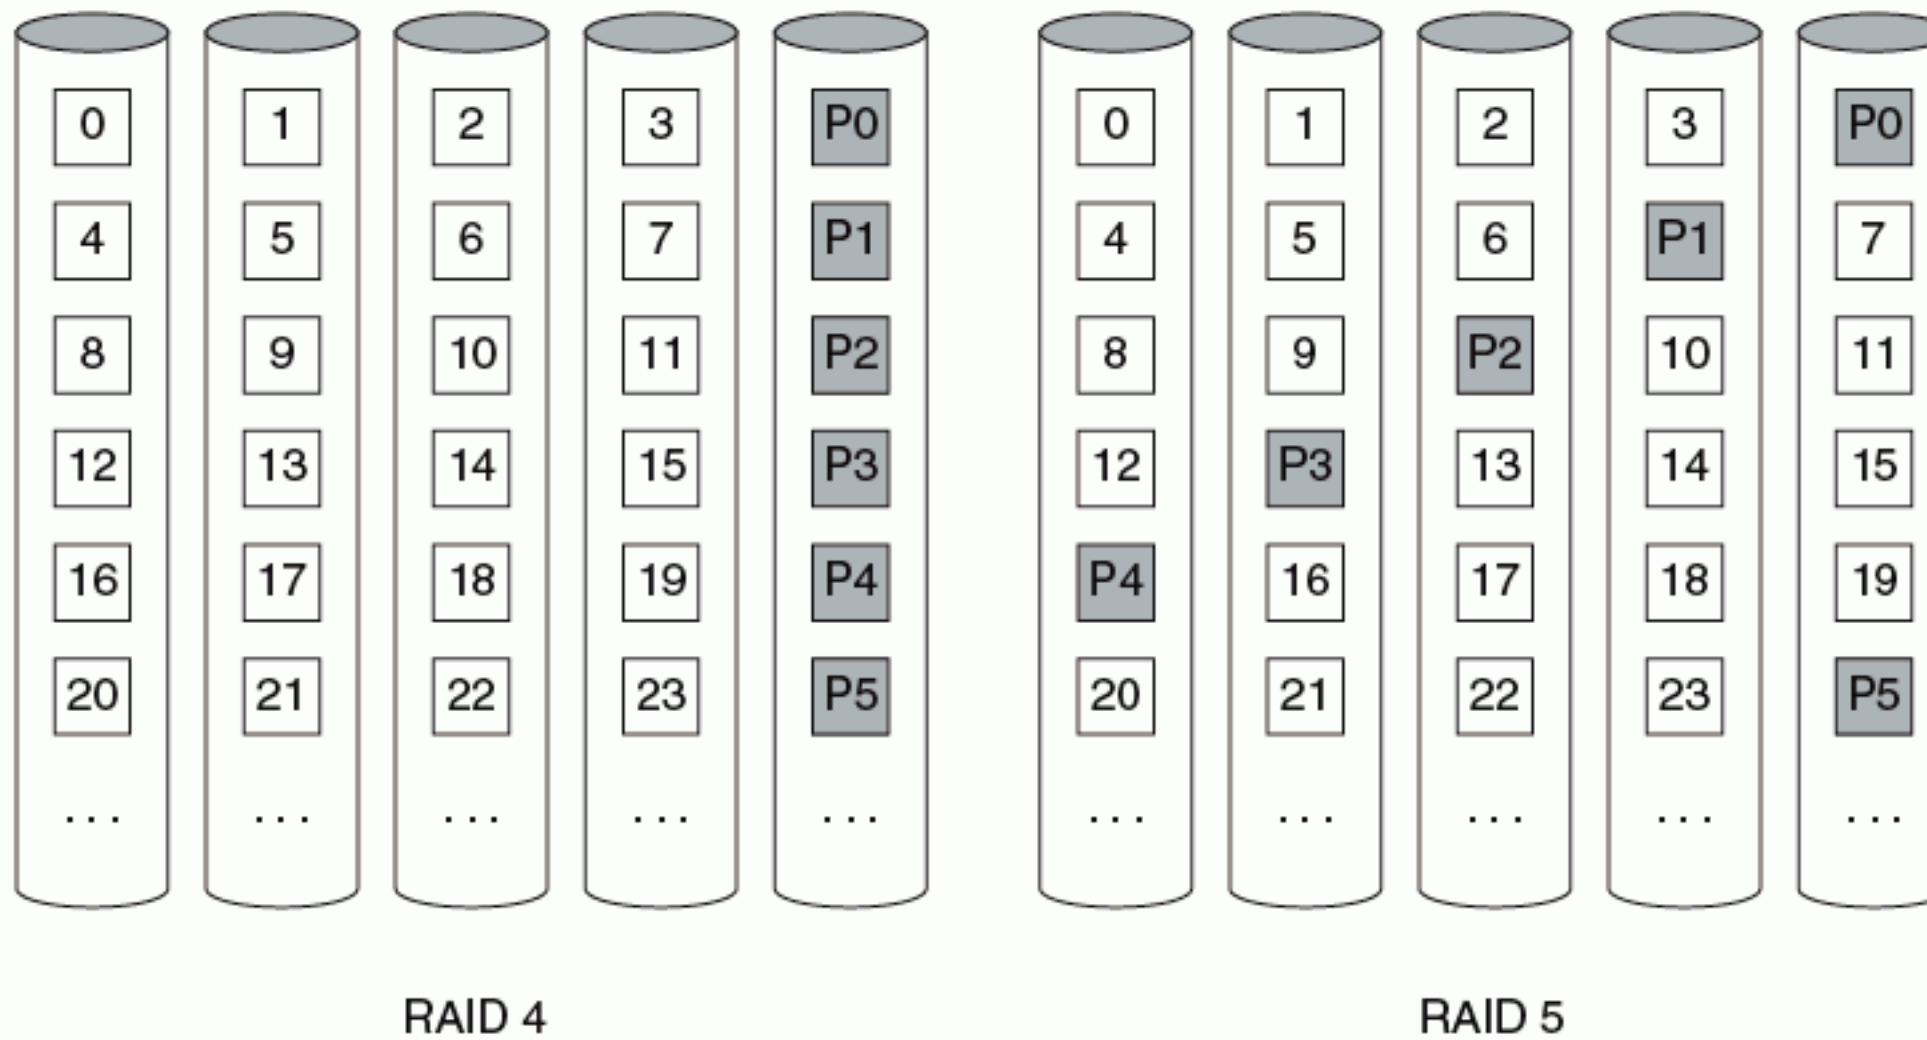 0 1 2 3 P0 0 1 2 3 P0
4 5 6 7 P1 4 5 6 P1 7
8 9 10 11 P2 8 9 P2 10 11
12 13 14 15 P3 12 P3 13 14 15
16 17 18 19 P4 P4 16 17 18 19
20 21 22 23 P5 20 21 22 23 P5
... ... ... ... ... ... ... ... ... ...
RAID 4 RAID 5